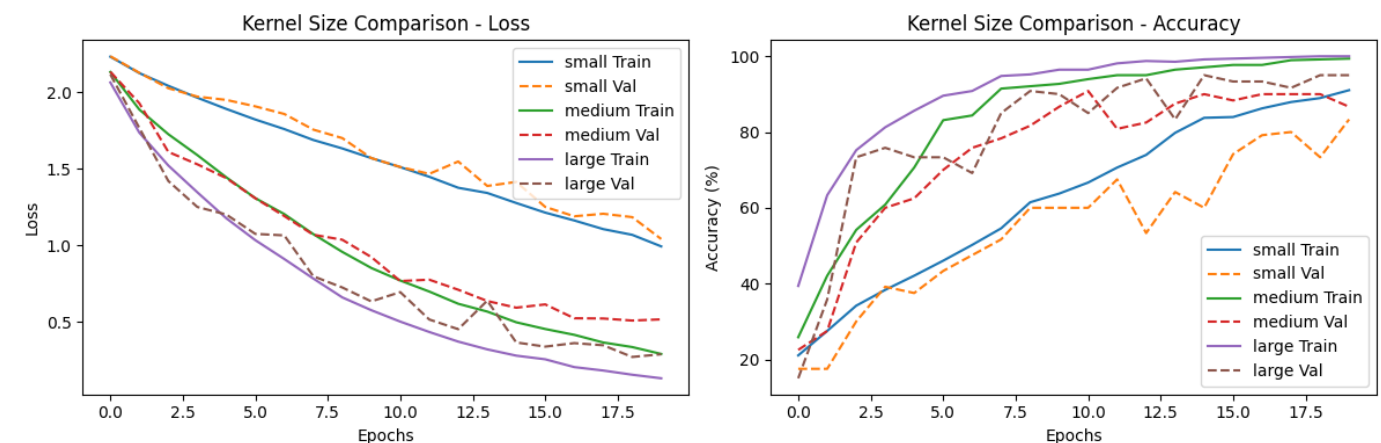 Kernel Size Comparison - Loss
small Train
small Val
medium Train
medium Val
large Train
large Val
2.0
1.5
1.0
0.5
Loss
0.0 2.5 5.0 7.5 10.0 12.5 15.0 17.5
Epochs
Kernel Size Comparison - Accuracy
100
80
60
40
20
Accuracy (%)
small Train
small Val
medium Train
medium Val
large Train
large Val
0.0 2.5 5.0 7.5 10.0 12.5 15.0 17.5
Epochs